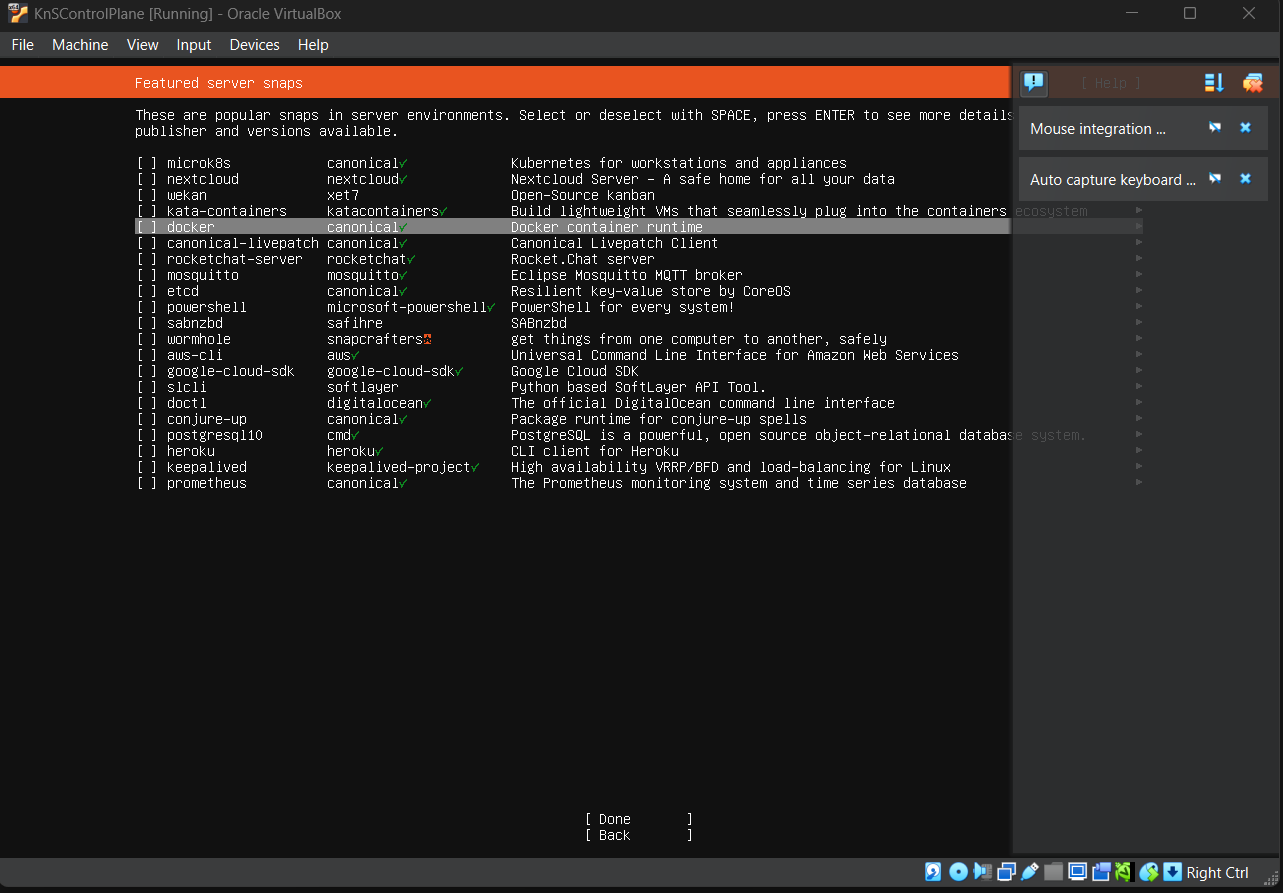 KnSControlPlane [Running] - Oracle VirtualBox
File Machine View Input Devices Help
Featured server snaps [ Help ]
These are popular snaps in server environments. Select or deselect with SPACE, press ENTER to see more details
publisher and versions available.
Mouse integration ...
Auto capture keyboard ...
[ ] microk8s canonical✓ Kubernetes for workstations and appliances
[ ] nextcloud nextcloud✓ Nextcloud Server - A safe home for all your data
[ ] wekan xet7 Open-Source kanban
[ ] kata-containers katacontainers✓ Build lightweight VMs that seamlessly plug into the containers ecosystem
[ ] docker canonical✓ Docker container runtime
[ ] canonical-livepatch canonical✓ Canonical Livepatch Client
[ ] rocketchat-server rocketchat✓ Rocket.Chat server
[ ] mosquitto mosquitto✓ Eclipse Mosquitto MQTT broker
[ ] etcd canonical✓ Resilient key-value store by CoreOS
[ ] powershell microsoft-powershell✓ PowerShell for every system!
[ ] sabnzbd safihre SABnzbd
[ ] wormhole snapcrafters get things from one computer to another, safely
[ ] aws-cli aws✓ Universal Command Line Interface for Amazon Web Services
[ ] google-cloud-sdk google-cloud-sdk✓ Google Cloud SDK
[ ] slcli softlayer Python based SoftLayer API Tool.
[ ] doctl digitalocean✓ The official DigitalOcean command line interface
[ ] conjure-up canonical✓ Package runtime for conjure-up spells
[ ] postgresql10 cmd✓ PostgreSQL is a powerful, open source object-relational database system.
[ ] heroku heroku✓ CLI client for Heroku
[ ] keepalived keepalived-project✓ High availability VRRP/BFD and load-balancing for Linux
[ ] prometheus canonical✓ The Prometheus monitoring system and time series database
[ Done ]
[ Back ]
Right Ctrl